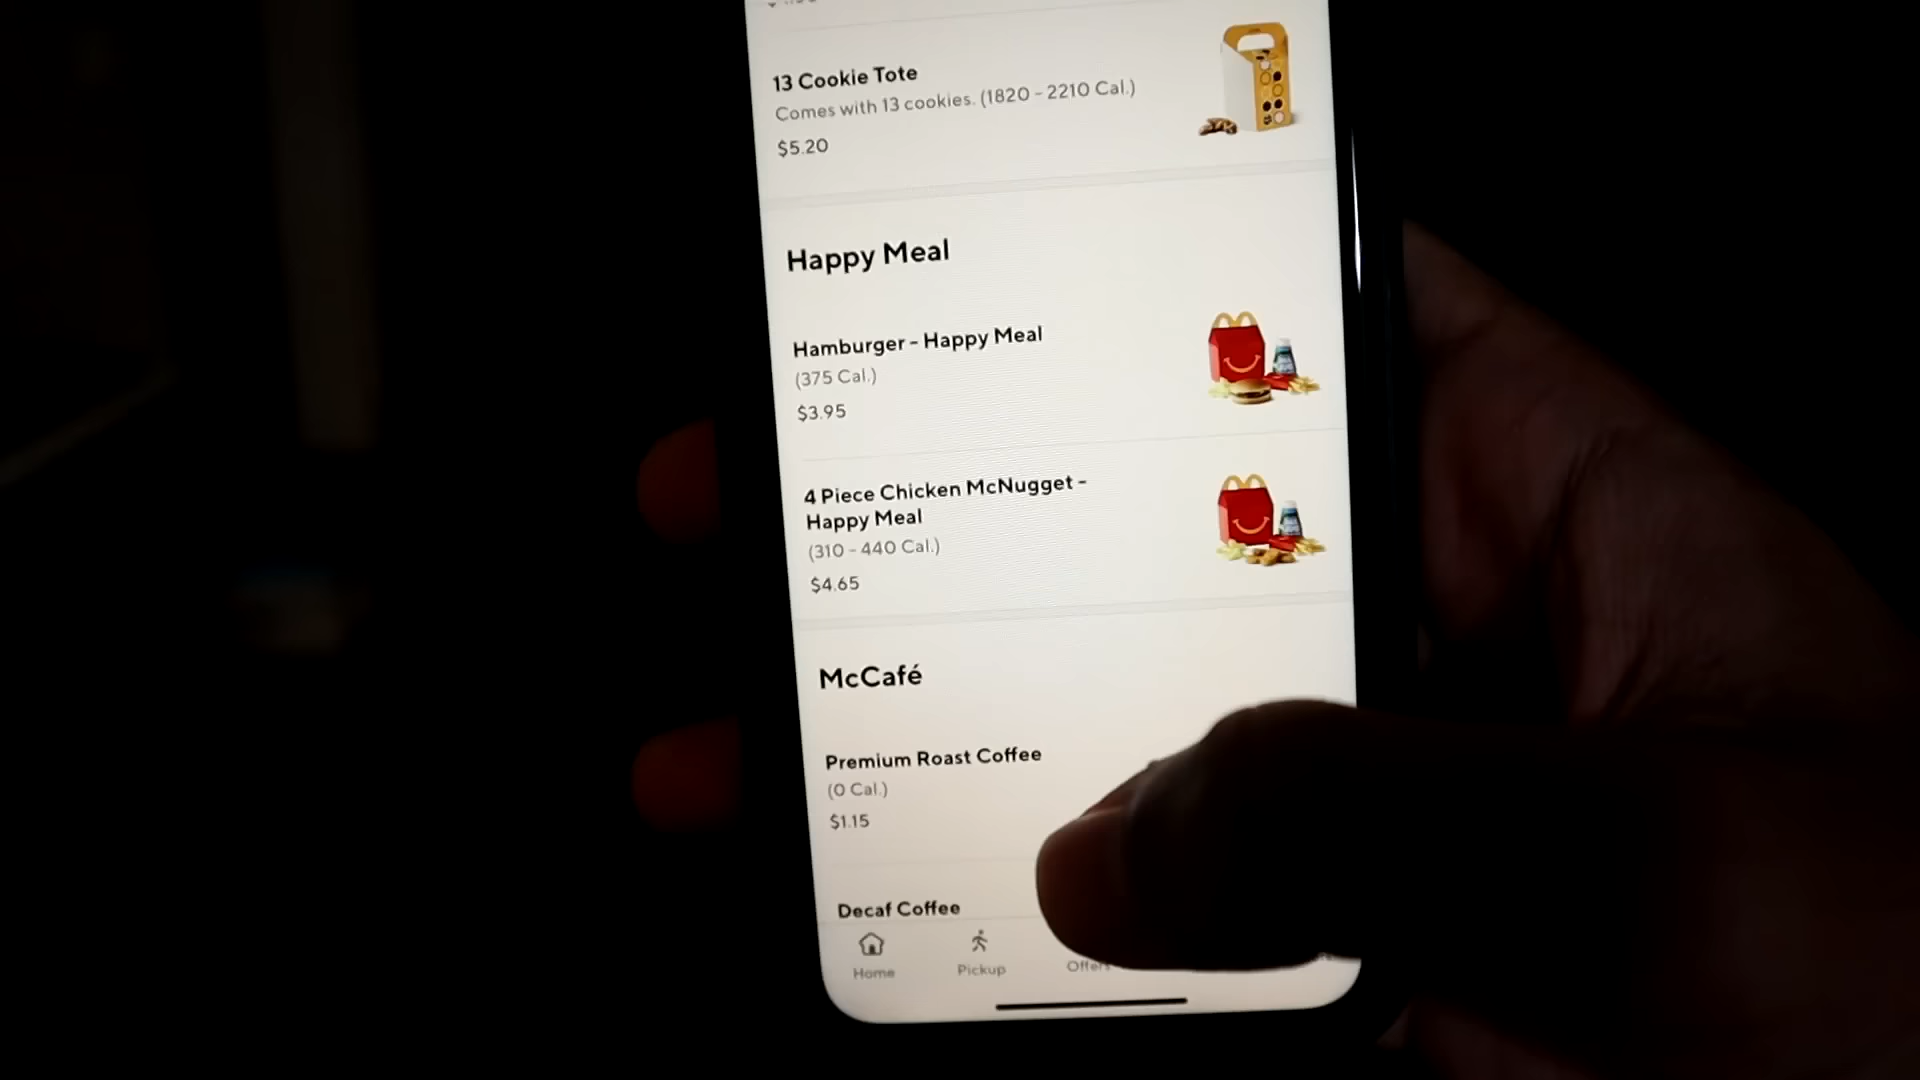 13 Cookie Tote
Comes with 13 cookies. (1820 - 2210 Cal.)
$5.20
Happy Meal
Hamburger - Happy Meal
(375 Cal.)
$3.95
4 Piece Chicken McNugget -
Happy Meal
(310 - 440 Cal.)
$4.65
McCafé
Premium Roast Coffee
(0 Cal.)
$1.15
Decaf Coffee
Home
Pickup
Offers